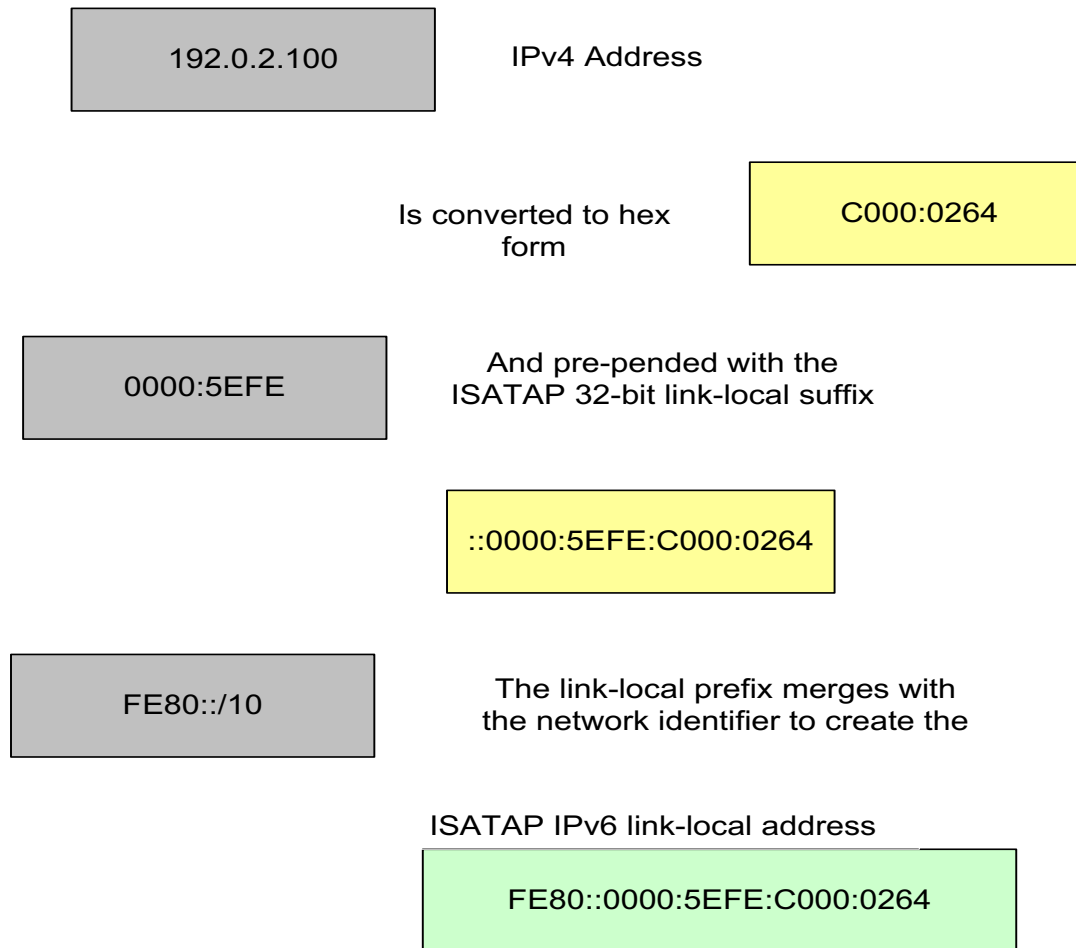 192.0.2.100
IPv4 Address
Is converted to hex
form
C000:0264
0000:5EFE
And pre-pended with the
ISATAP 32-bit link-local suffix
::0000:5EFE:C000:0264
FE80::/10
The link-local prefix merges with
the network identifier to create the
ISATAP IPv6 link-local address
FE80::0000:5EFE:C000:0264